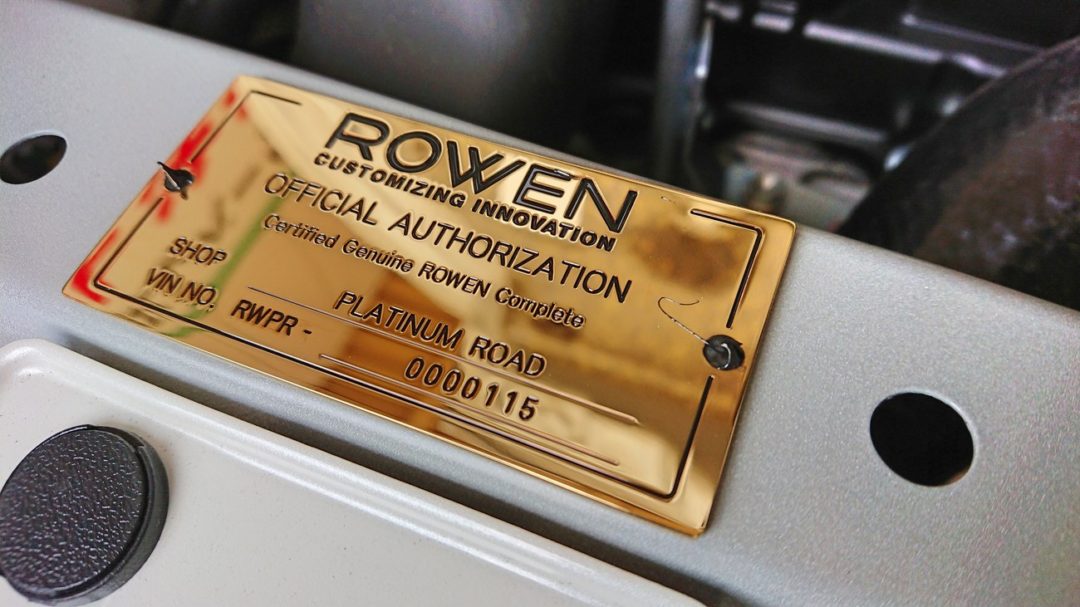 ROWEN
CUSTOMIZING INNOVATION
OFFICIAL AUTHORIZATION
Certified Genuine ROWEN Complete
SHOP PLATINUM ROAD
VIN NO. RWPR - 0000115